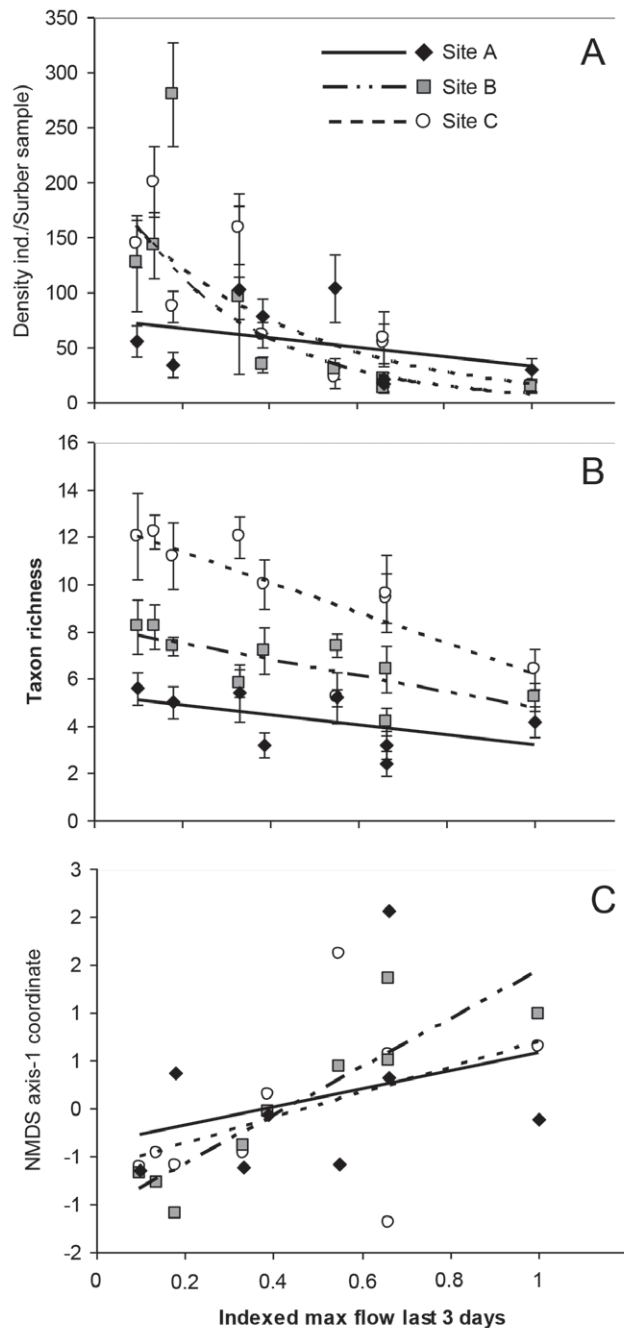 A
Site A
Site B
Site C
Density ind./Surber sample)
350
300
250
200
150
100
50
0
B
Taxon richness
16
14
12
10
8
6
4
2
0
C
NMDS axis-1 coordinate
3
2
2
1
1
0
-1
-1
-2
0 0.2 0.4 0.6 0.8 1
Indexed max flow last 3 days